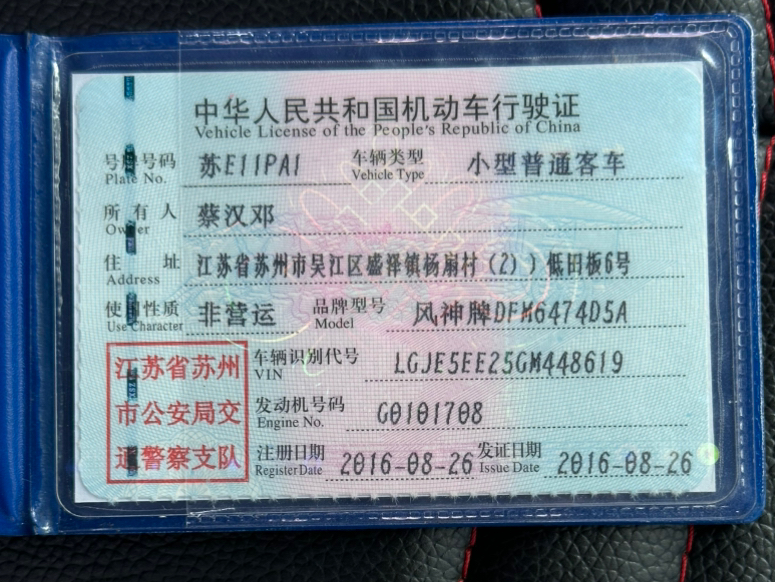 中华人民共和国机动车行驶证
Vehicle License of the People's Republic of China
号牌号码 苏E11PA1 车辆类型 小型普通客车
Plate No. Vehicle Type
所有人 蔡汉邓
Owner
住址 江苏省苏州市吴江区盛泽镇杨扇村(2))低田板6号
Address
使用性质 非营运 品牌型号 风神牌DFM6474D5A
Use Character Model
江苏省苏州 车辆识别代号 LGJE5EE25GM448619
VIN
市公安局交 发动机号码 G0101708
Engine No.
通警察支队 注册日期 2016-08-26 发证日期 2016-08-26
Register Date Issue Date